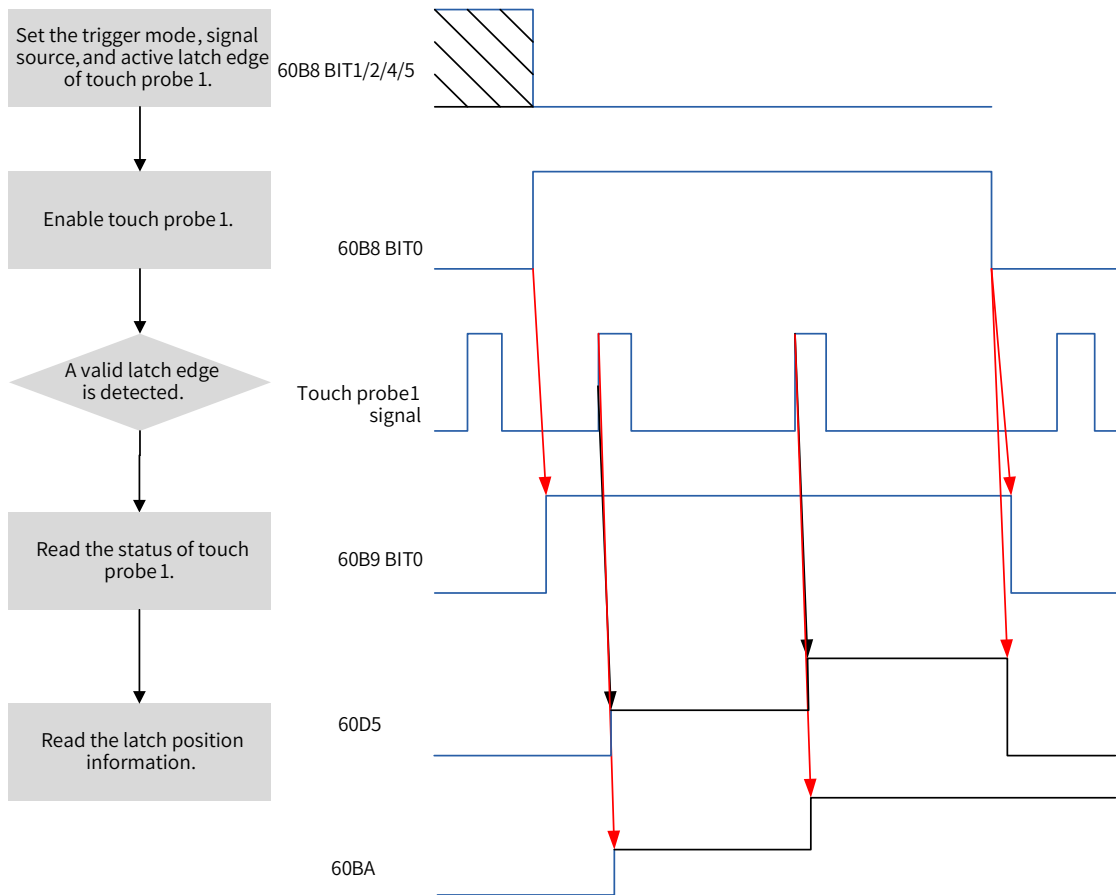 Set the trigger mode, signal
source, and active latch edge
of touch probe 1.
Enable touch probe 1.
A valid latch edge
is detected.
Read the status of touch
probe 1.
Read the latch position
information.
60B8 BIT1/2/4/5
60B8 BIT0
Touch probe1
signal
60B9 BIT0
60D5
60BA